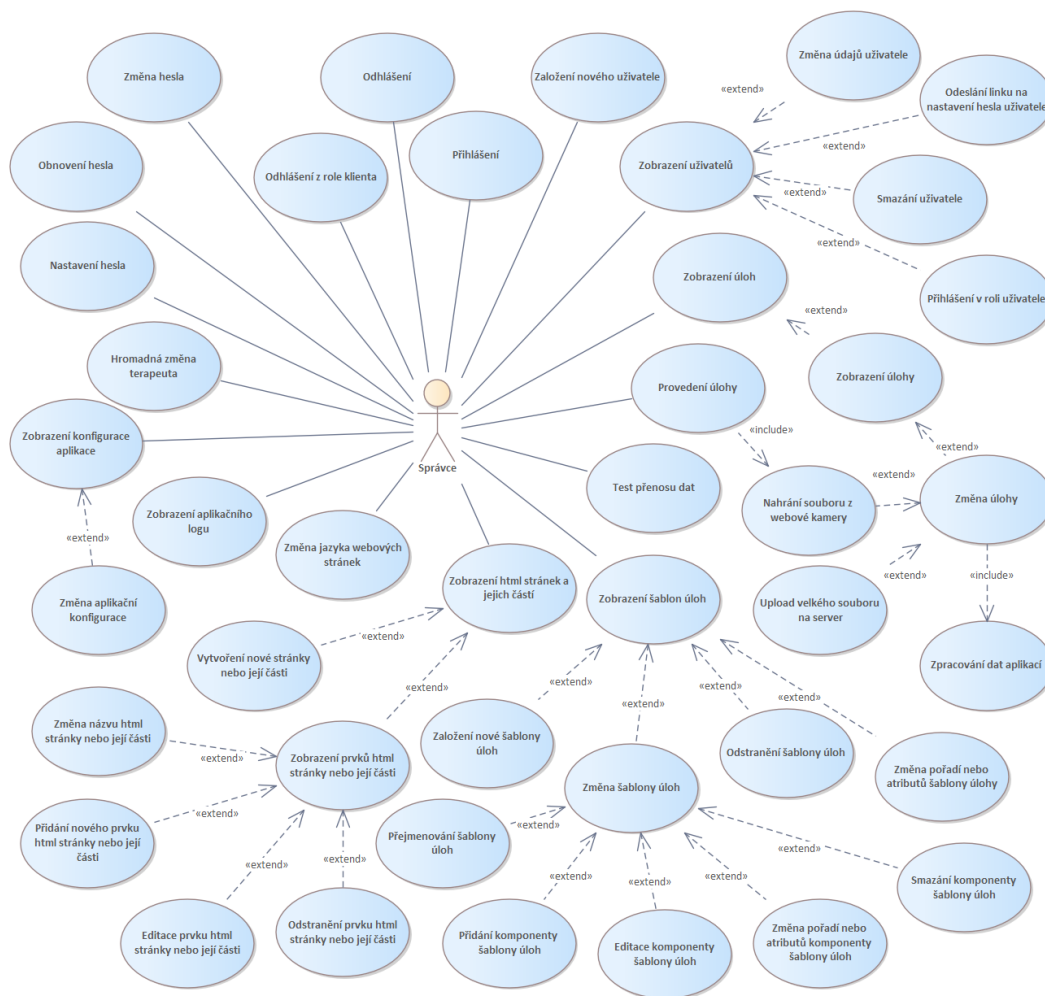 Změna hesla
Odhlášení
Založení nového uživatele
Změna údajů uživatele
«extend»
Odeslání linku na
nastavení hesla uživatele
Obnovení hesla
Odhlášení z role klienta
Přihlášení
Zobrazení uživatelů
«extend»
«extend»
Smazání uživatele
«extend»
Nastavení hesla
Zobrazení úloh
Přihlášení v roli uživatele
«extend»
Hromadná změna
terapeuta
Provedení úlohy
Zobrazení úlohy
Zobrazení konfigurace
aplikace
«include»
«extend»
Správce
Zobrazení aplikačního
logu
Test přenosu dat
«extend»
Nahrání souboru z
webové kamery
Změna úlohy
«extend»
Změna jazyka webových
stránek
«extend»
«include»
Změna aplikační
konfigurace
Zobrazení html stránek a
jejich částí
Zobrazení šablon úloh
Upload velkého souboru
na server
«extend»
Vytvoření nové stránky
nebo její části
Zpracování dat aplikací
«extend»
«extend»
«extend»
«extend»
«extend»
Změna názvu html
stránky nebo její části
«extend»
Zobrazení prvků html
stránky nebo její části
Založení nové šablony
úloh
Odstranění šablony úloh
Změna šablony úloh
Změna pořadí nebo
atributů šablony úlohy
Přidání nového prvku
html stránky nebo její
části
«extend»
Přejmenování šablony
úloh
«extend»
«extend»
«extend»
«extend»
«extend»
«extend»
«extend»
Smazání komponenty
šablony úloh
Editace prvku html
stránky nebo její části
Odstranění prvku html
stránky nebo její části
Přidání komponenty
šablony úloh
Editace komponenty
šablony úloh
Změna pořadí nebo
atributů komponenty
šablony úloh